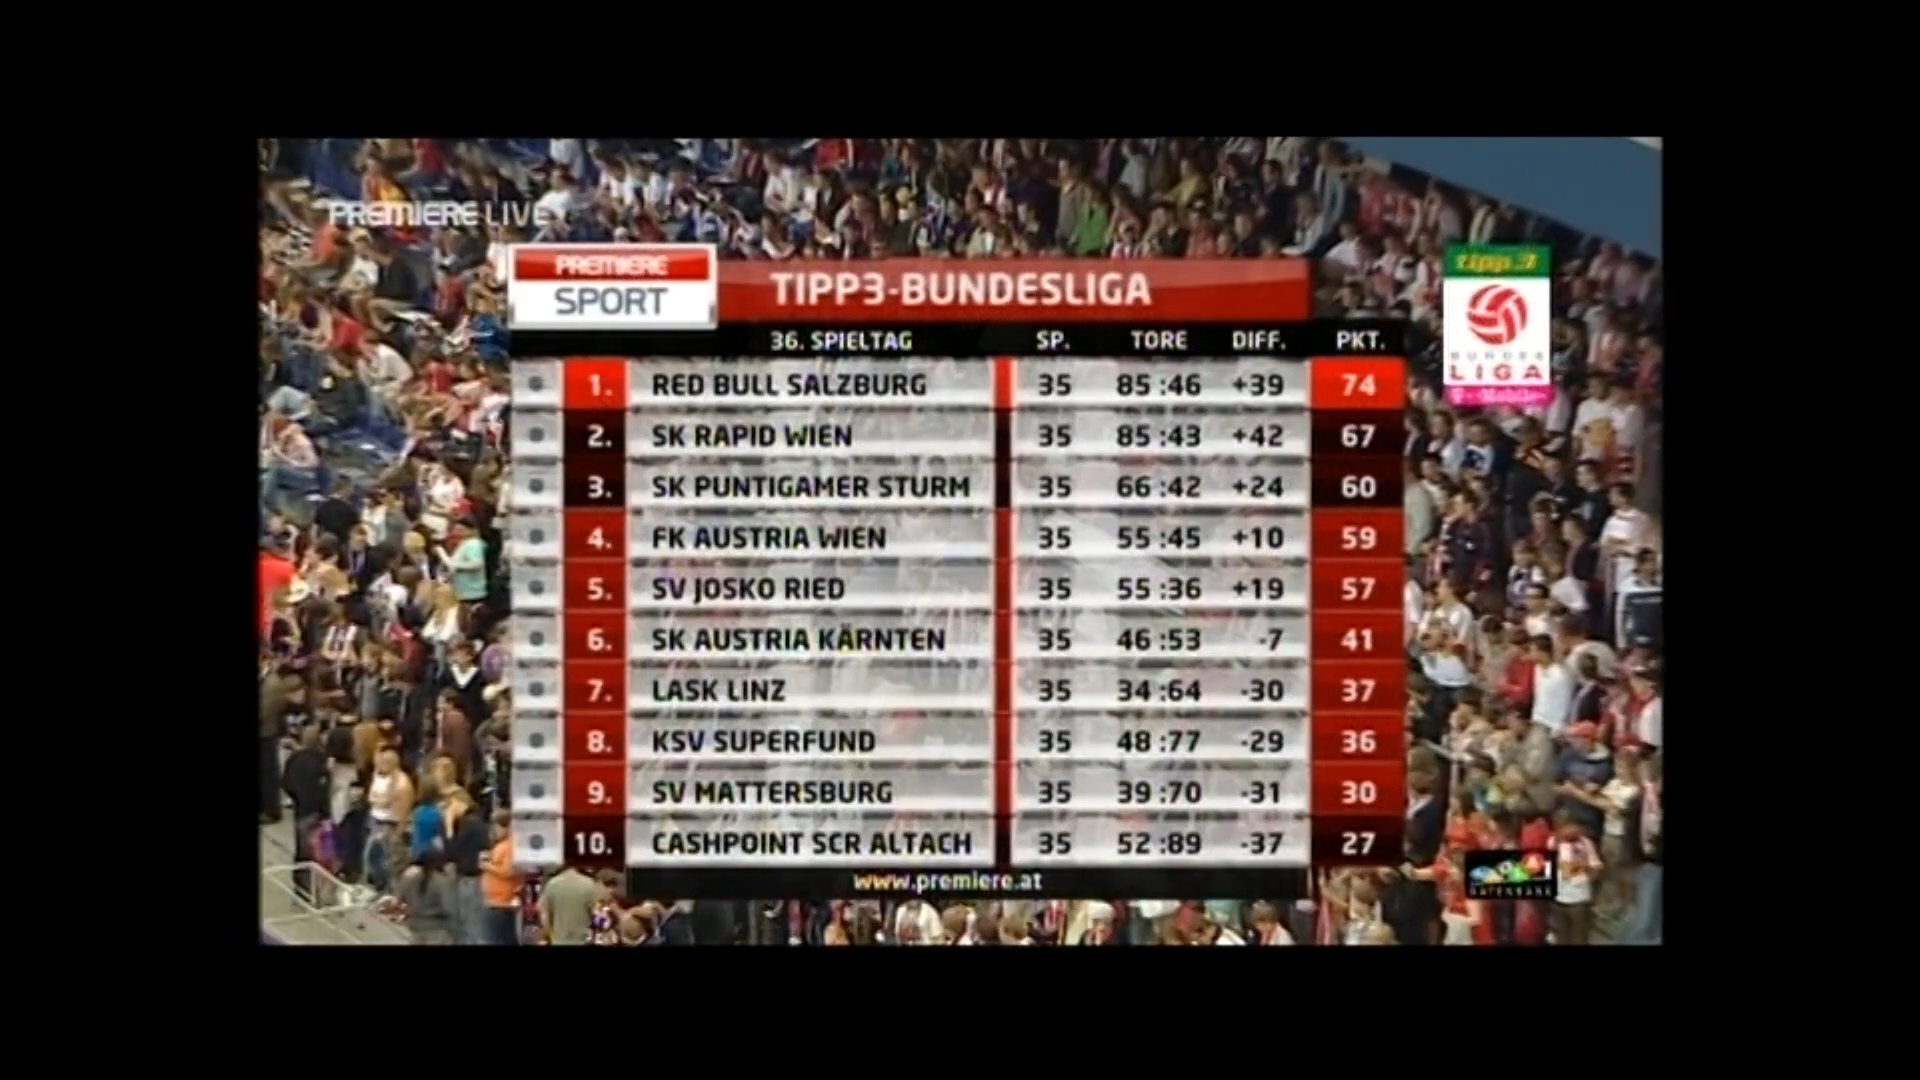 PREMIERE LIVE
PREMIERE
SPORT
TIPP3-BUNDESLIGA
36. SPIELTAG SP. TORE DIFF. PKT.
1. RED BULL SALZBURG 35 85 :46 +39 74
2. SK RAPID WIEN 35 85 :43 +42 67
3. SK PUNTIGAMER STURM 35 66 :42 +24 60
4. FK AUSTRIA WIEN 35 55 :45 +10 59
5. SV JOSKO RIED 35 55 :36 +19 57
6. SK AUSTRIA KÄRNTEN 35 46 :53 -7 41
7. LASK LINZ 35 34 :64 -30 37
8. KSV SUPERFUND 35 48 :77 -29 36
9. SV MATTERSBURG 35 39 :70 -31 30
10. CASHPOINT SCR ALTACH 35 52 :89 -37 27
www.premiere.at
tipp3
BUNDES
LIGA
T··Mobile·